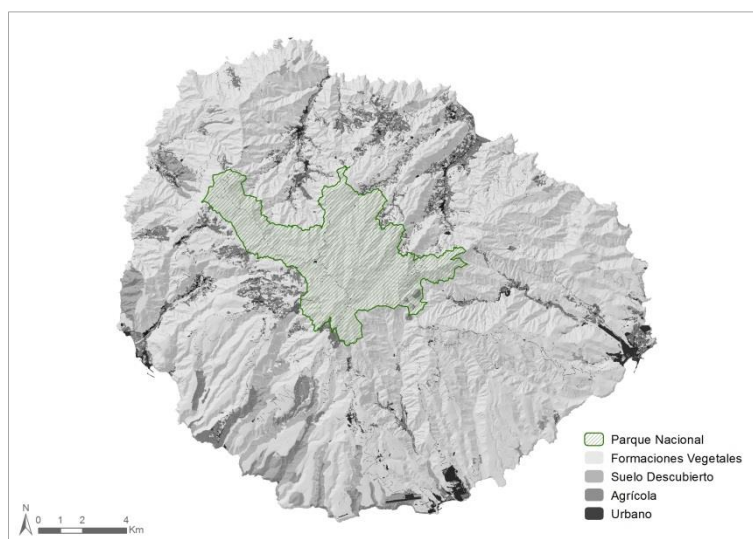 Parque Nacional
Formaciones Vegetales
Suelo Descubierto
Agrícola
Urbano
N
0 1 2 4
Km